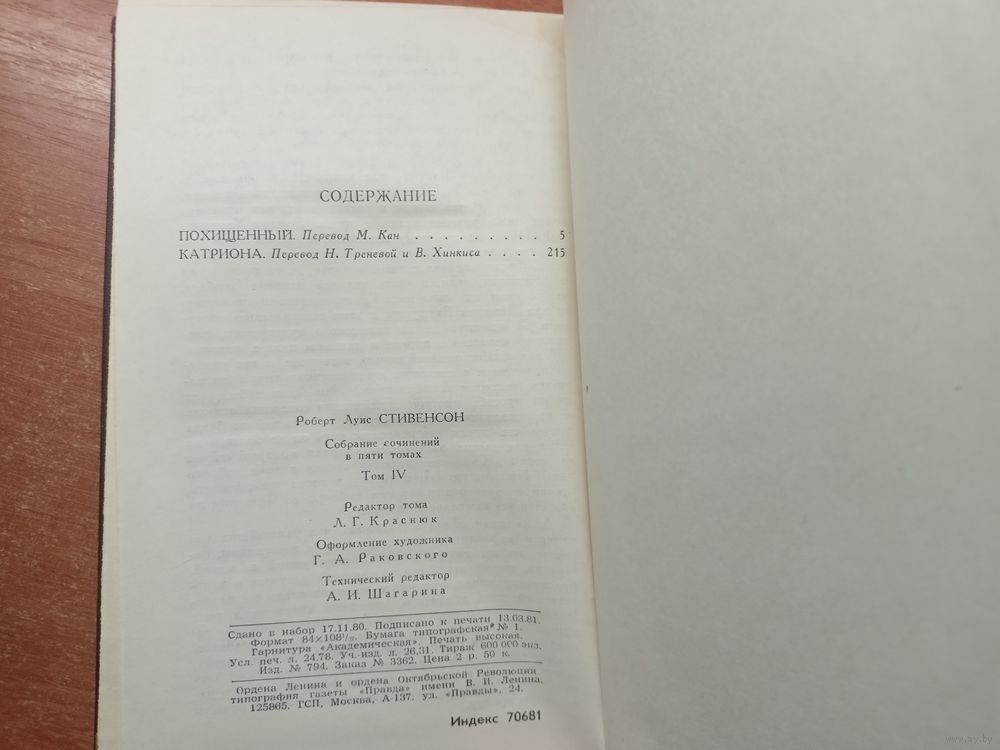 СОДЕРЖАНИЕ
ПОХИЩЕННЫЙ. Перевод М. Кан . . . . . . . . . 5
КАТРИОНА. Перевод Н. Треневой и В. Хинкиса . . . . 215
Роберт Луис СТИВЕНСОН
Собрание сочинений
в пяти томах
Том IV
Редактор тома
Л. Г. Краснюк
Оформление художника
Г. А. Раковского
Технический редактор
А. И. Шагарина
Сдано в набор 17.11.80. Подписано к печати 13.03.81.
Формат 84×108¹/₃₂. Бумага типографская № 1.
Гарнитура «Академическая». Печать высокая.
Усл. печ. л. 24,78. Уч.-изд. л. 26,31. Тираж 600 000 экз.
Изд. № 794. Заказ № 3362. Цена 2 р. 50 к.
Ордена Ленина и ордена Октябрьской Революции
типография газеты «Правда» имени В. И. Ленина,
125865. ГСП, Москва, А-137. ул. «Правды», 24.
Индекс 70681
www.ay.by